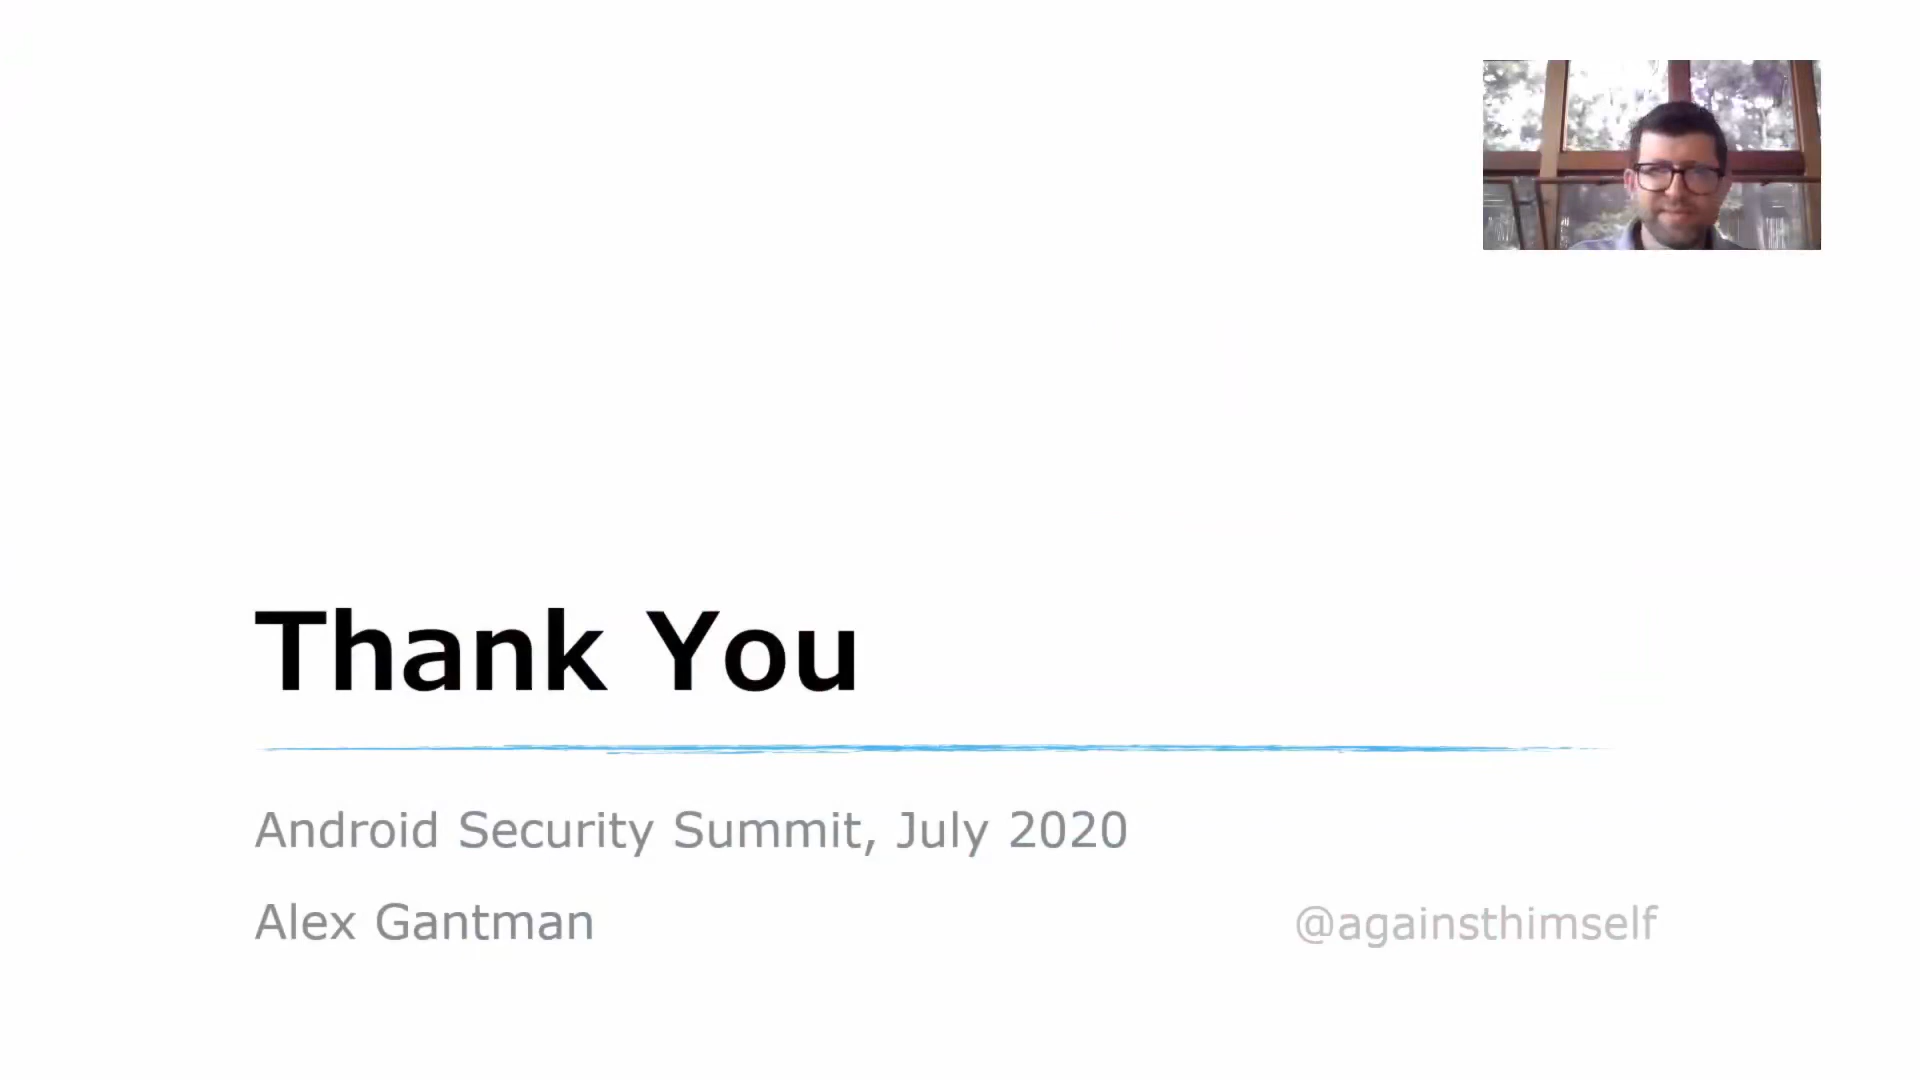 Thank You
Android Security Summit, July 2020
Alex Gantman
@againsthimself